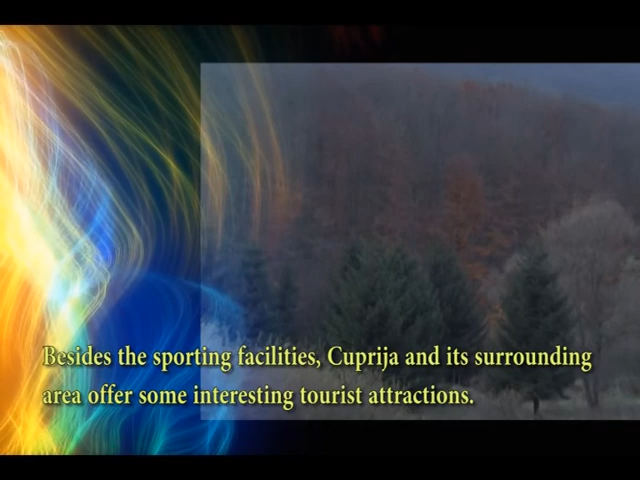 Besides the sporting facilities, Cuprija and its surrounding
area offer some interesting tourist attractions.